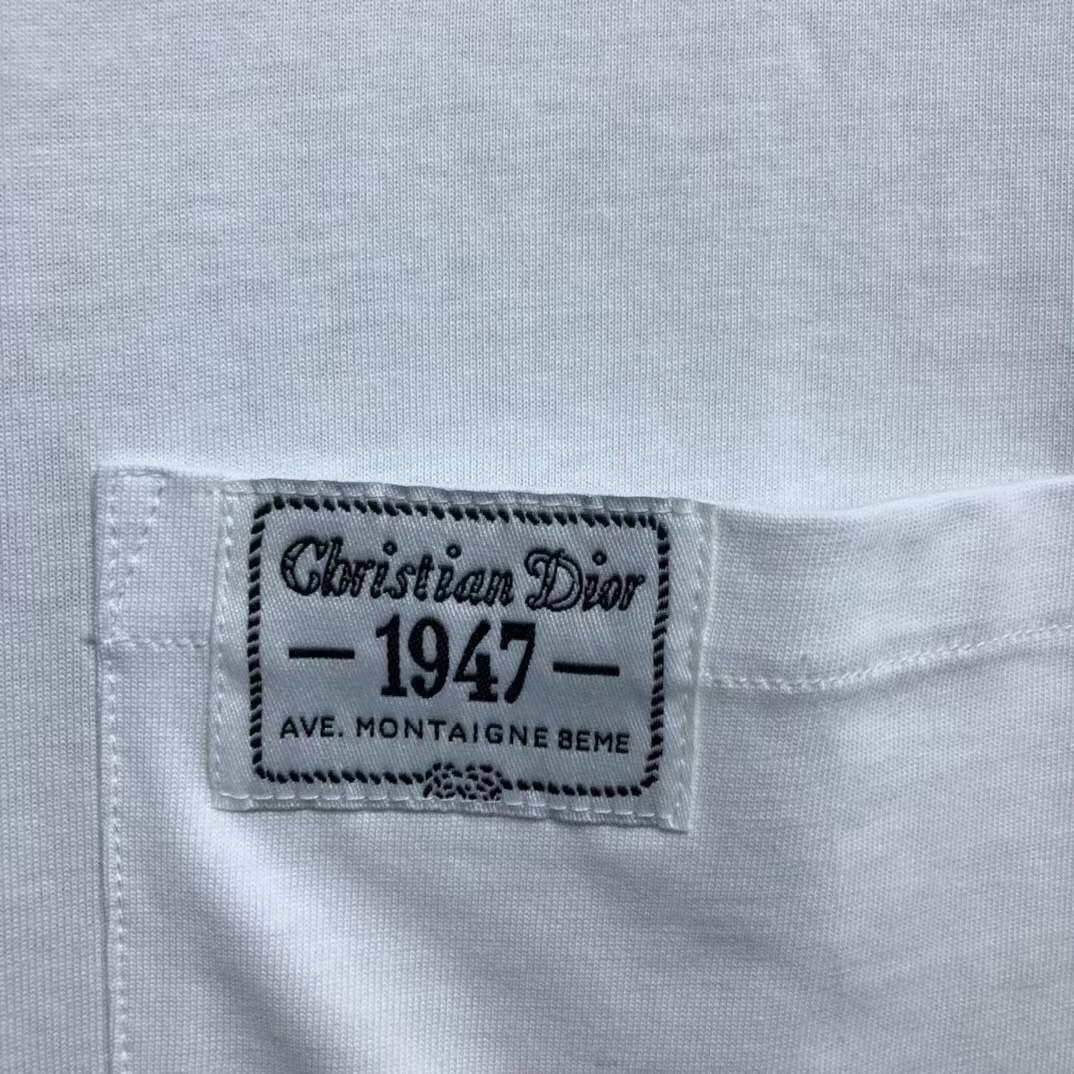 Christian Dior
— 1947 —
AVE. MONTAIGNE 8EME